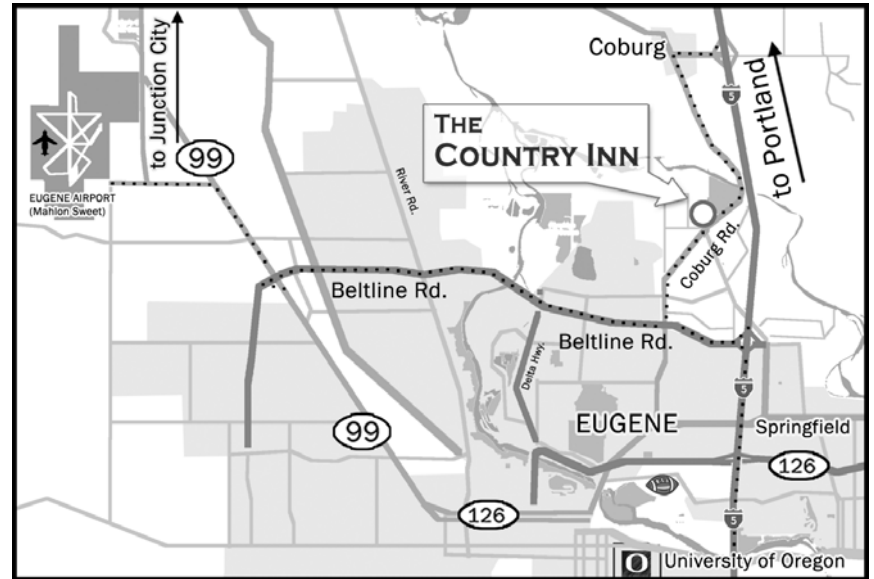 Coburg
5
to Portland
to Junction City
THE
COUNTRY INN
99
River Rd.
EUGENE AIRPORT
(Mahlon Sweet)
Coburg Rd.
Beltline Rd.
Beltline Rd.
Delta Hwy.
5
EUGENE
Springfield
99
126
126
5
O
University of Oregon